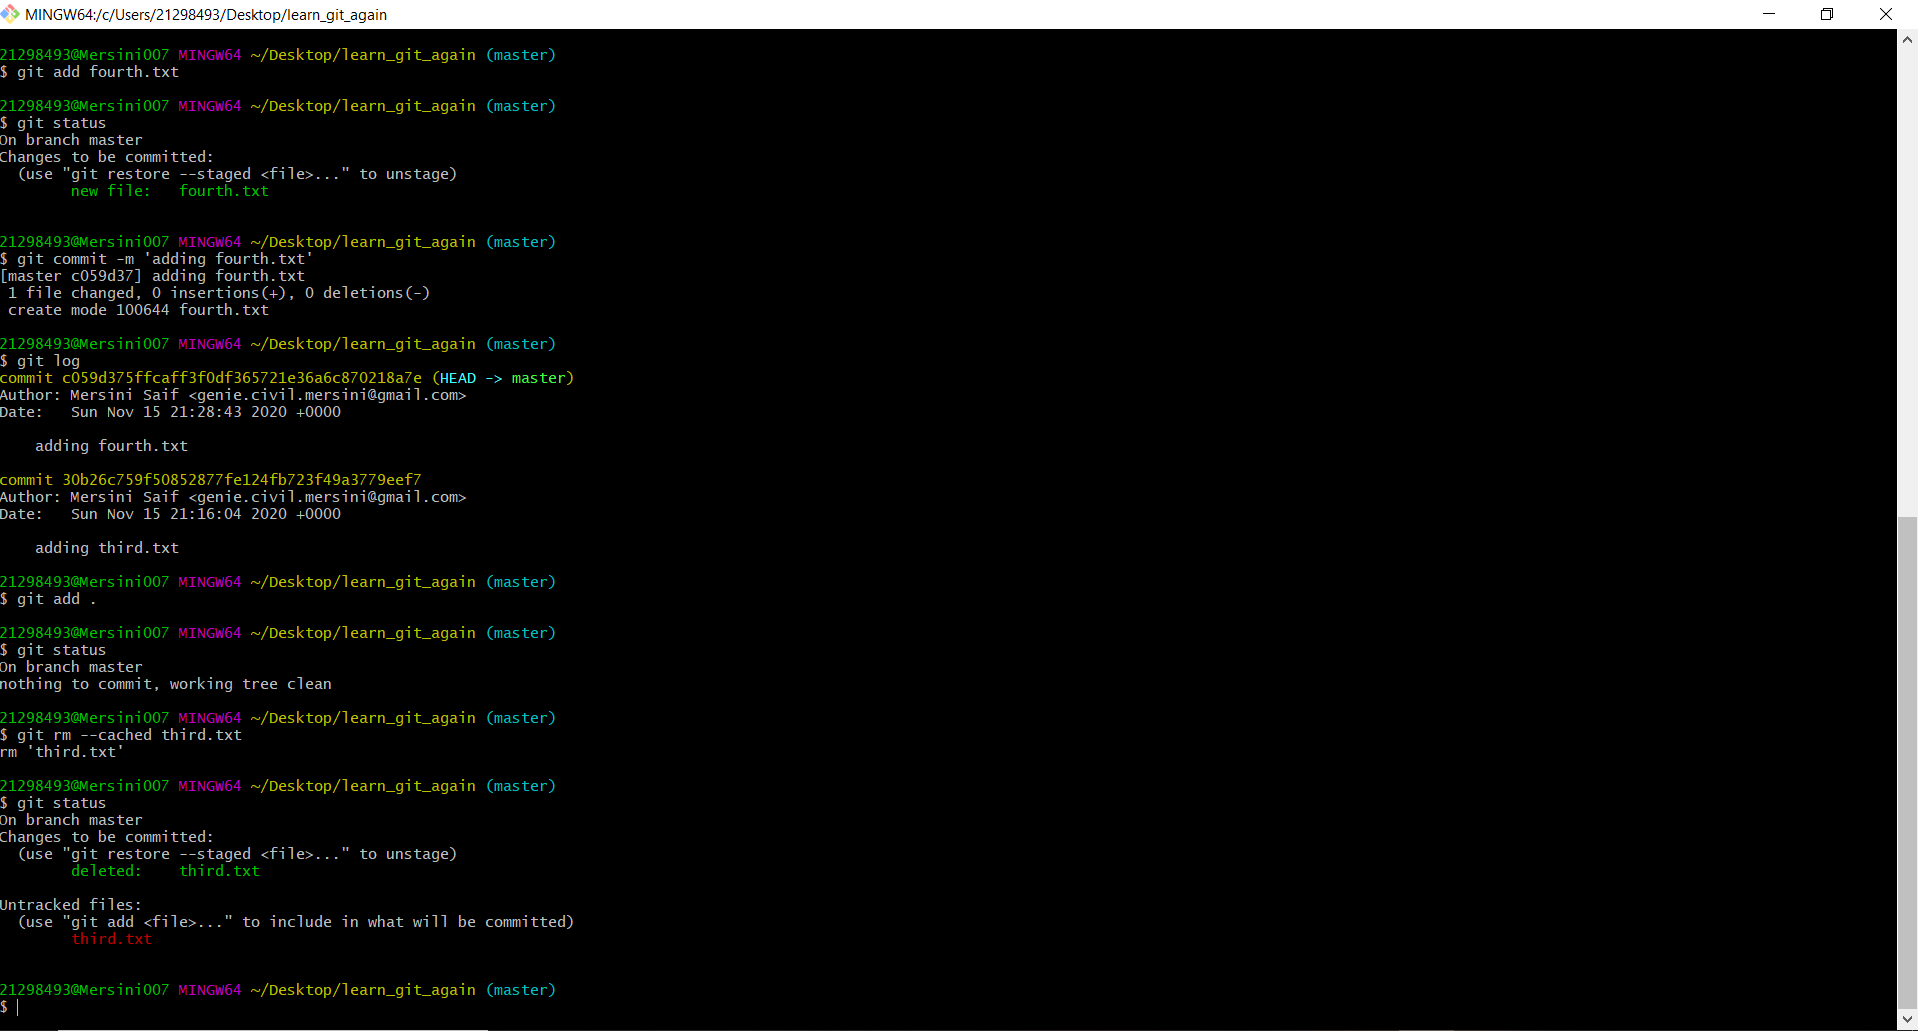 MINGW64:/c/Users/21298493/Desktop/learn_git_again
21298493@Mersini007 MINGW64 ~/Desktop/learn_git_again (master)
$ git add fourth.txt
21298493@Mersini007 MINGW64 ~/Desktop/learn_git_again (master)
$ git status
On branch master
Changes to be committed:
  (use "git restore --staged <file>..." to unstage)
        new file:   fourth.txt
21298493@Mersini007 MINGW64 ~/Desktop/learn_git_again (master)
$ git commit -m 'adding fourth.txt'
[master c059d37] adding fourth.txt
 1 file changed, 0 insertions(+), 0 deletions(-)
 create mode 100644 fourth.txt
21298493@Mersini007 MINGW64 ~/Desktop/learn_git_again (master)
$ git log
commit c059d375ffcaff3f0df365721e36a6c870218a7e (HEAD -> master)
Author: Mersini Saif <genie.civil.mersini@gmail.com>
Date:   Sun Nov 15 21:28:43 2020 +0000
    adding fourth.txt
commit 30b26c759f50852877fe124fb723f49a3779eef7
Author: Mersini Saif <genie.civil.mersini@gmail.com>
Date:   Sun Nov 15 21:16:04 2020 +0000
    adding third.txt
21298493@Mersini007 MINGW64 ~/Desktop/learn_git_again (master)
$ git add .
21298493@Mersini007 MINGW64 ~/Desktop/learn_git_again (master)
$ git status
On branch master
nothing to commit, working tree clean
21298493@Mersini007 MINGW64 ~/Desktop/learn_git_again (master)
$ git rm --cached third.txt
rm 'third.txt'
21298493@Mersini007 MINGW64 ~/Desktop/learn_git_again (master)
$ git status
On branch master
Changes to be committed:
  (use "git restore --staged <file>..." to unstage)
        deleted:    third.txt
Untracked files:
  (use "git add <file>..." to include in what will be committed)
        third.txt
21298493@Mersini007 MINGW64 ~/Desktop/learn_git_again (master)
$